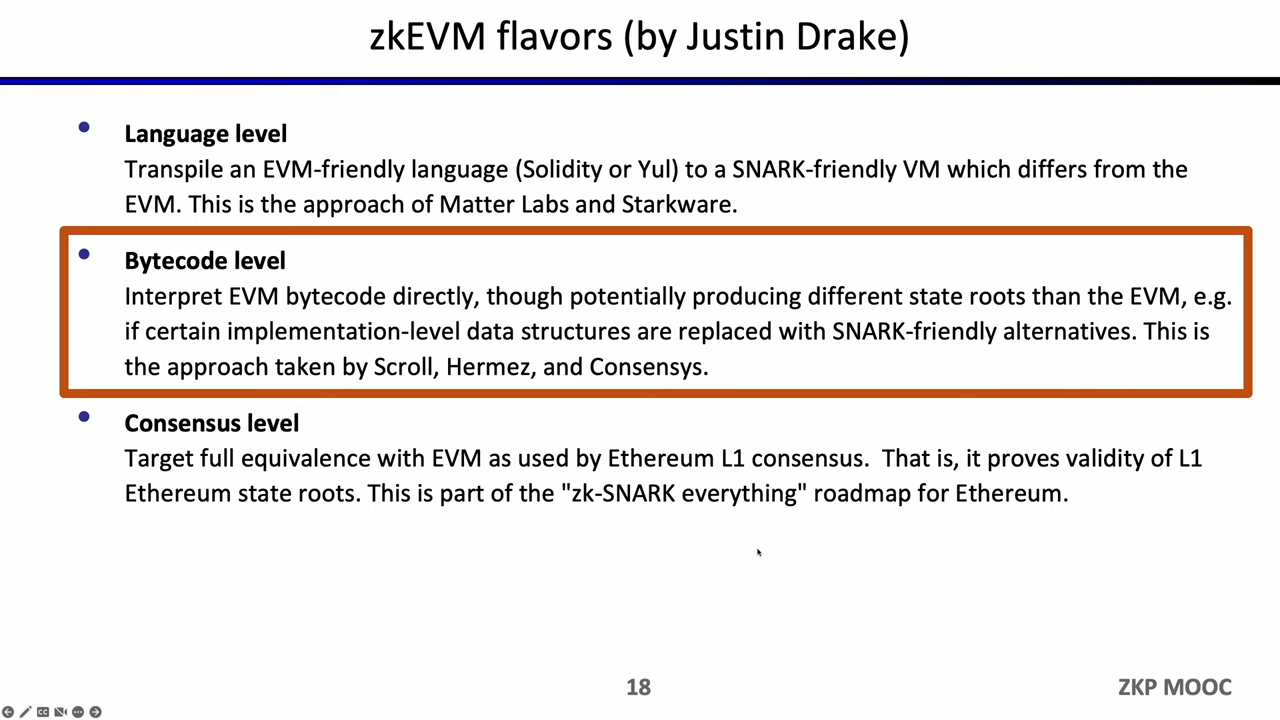 zkEVM flavors (by Justin Drake)
Language level
Transpile an EVM-friendly language (Solidity or Yul) to a SNARK-friendly VM which differs from the
EVM. This is the approach of Matter Labs and Starkware.
Bytecode level
Interpret EVM bytecode directly, though potentially producing different state roots than the EVM, e.g.
if certain implementation-level data structures are replaced with SNARK-friendly alternatives. This is
the approach taken by Scroll, Hermez, and Consensys.
Consensus level
Target full equivalence with EVM as used by Ethereum L1 consensus.  That is, it proves validity of L1
Ethereum state roots. This is part of the "zk-SNARK everything" roadmap for Ethereum.
18
ZKP MOOC